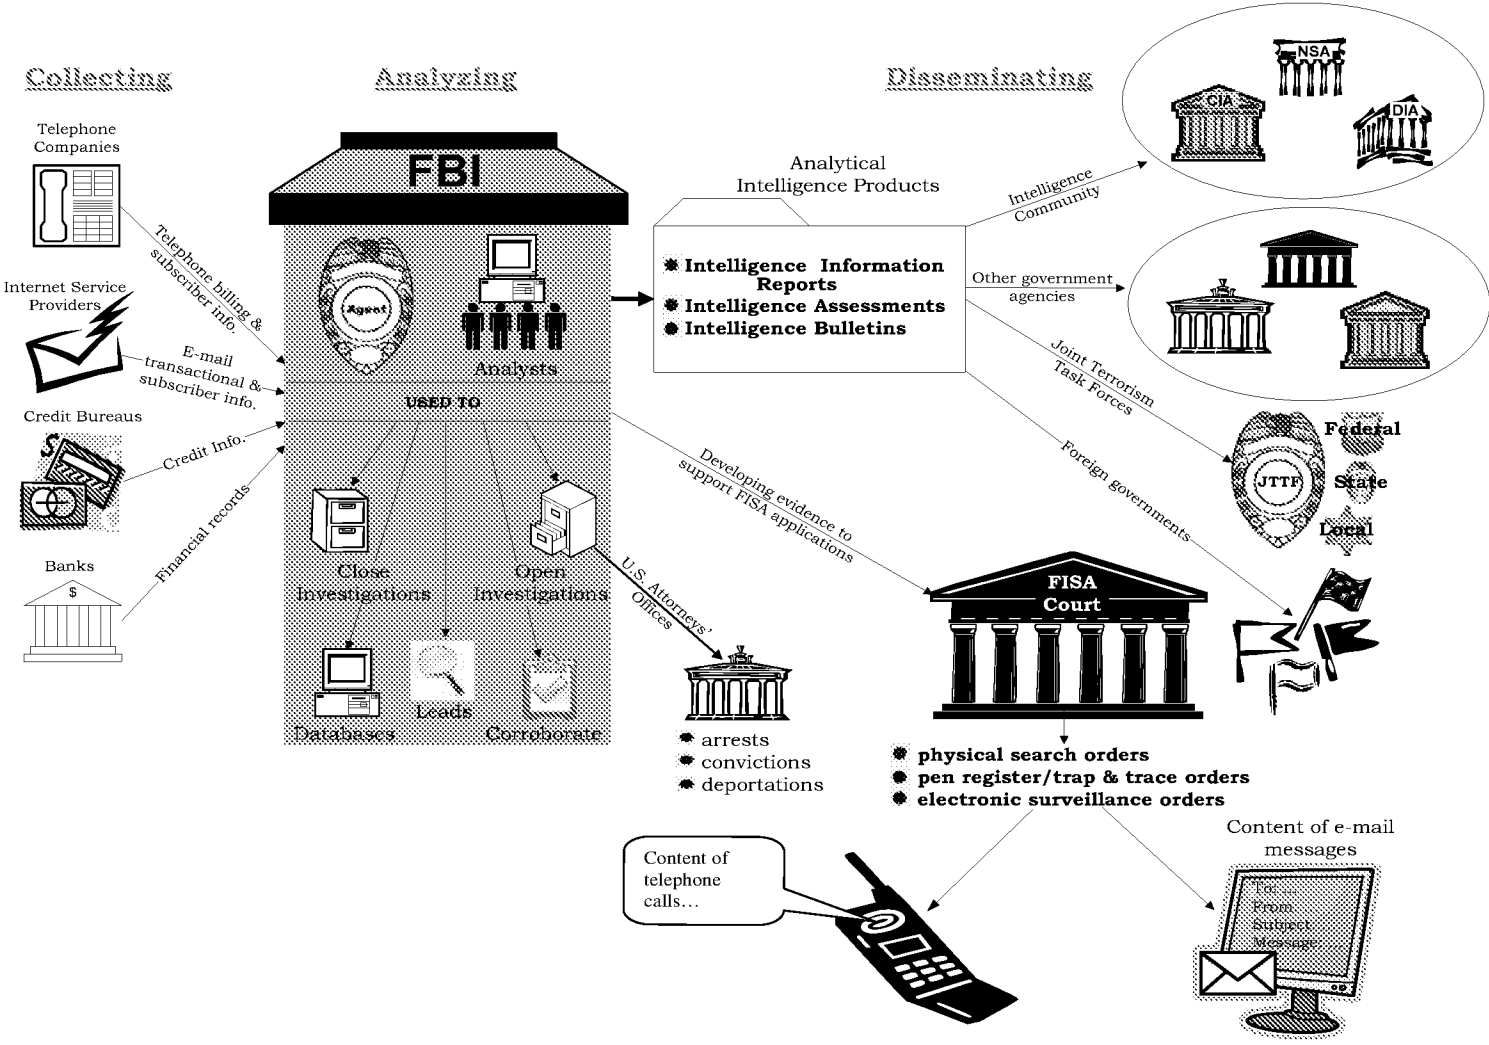 Collecting
Analyzing
Disseminating
Telephone
Companies
Telephone billing &
subscriber info.
Internet Service
Providers
E-mail
transactional &
subscriber info.
Credit Bureaus
$
Credit Info.
Banks
$
Financial records
FBI
Agent
Analysts
USED TO
Close
Investigations
Open
Investigations
Databases
Leads
Corroborate
Analytical
Intelligence Products
Intelligence Information
Reports
Intelligence Assessments
Intelligence Bulletins
Intelligence
Community
NSA
CIA
DIA
Other government
agencies
Joint Terrorism
Task Forces
JTTF
Federal
State
Local
Foreign governments
Developing evidence to
support FISA applications
U.S. Attorneys'
Offices
arrests
convictions
deportations
FISA
Court
physical search orders
pen register/trap & trace orders
electronic surveillance orders
Content of
telephone
calls…
Content of e-mail
messages
To: ...
From
Subject
Message